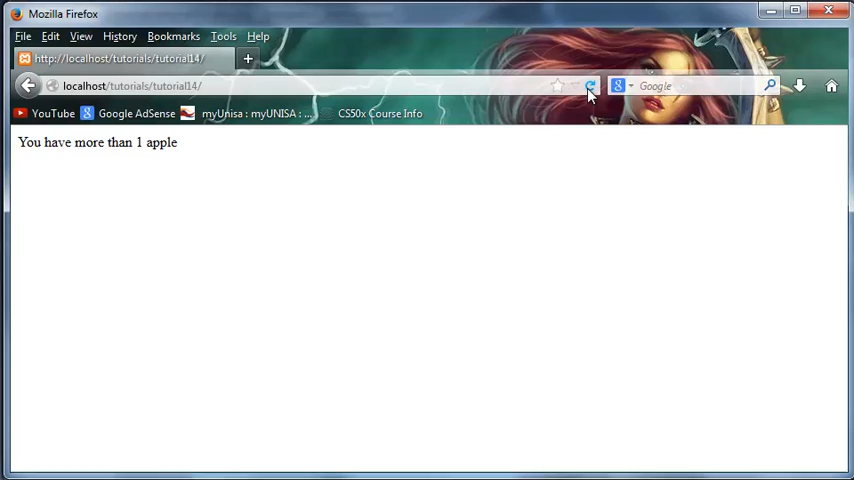 Mozilla Firefox
File Edit View History Bookmarks Tools Help
http://localhost/tutorials/tutorial14/ +
localhost/tutorials/tutorial14/ Google
YouTube Google AdSense myUnisa : myUNISA : ... CS50x Course Info
You have more than 1 apple